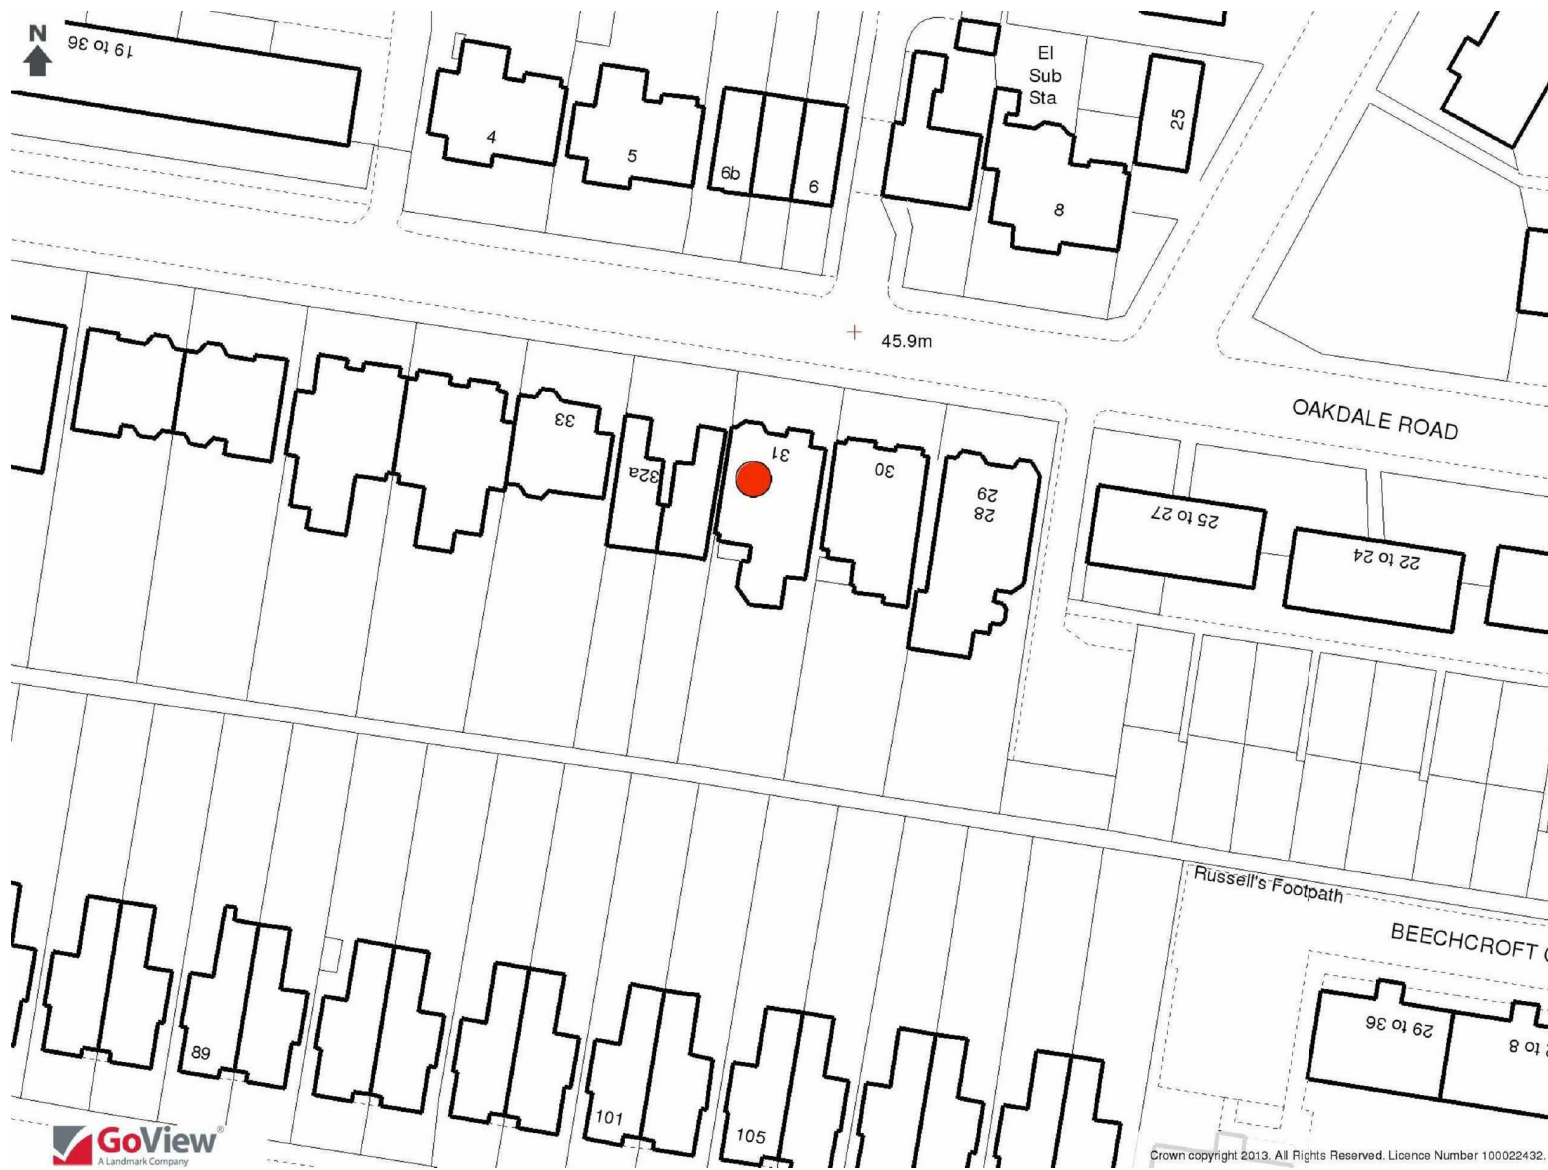 N
19 to 36
El
Sub
Sta
25
4
5
6b
6
8
45.9m
OAKDALE ROAD
33
32a
31
30
29
28
25 to 27
22 to 24
Russell's Footpath
BEECHCROFT
29 to 36
to 8
89
101
105
GoView®
A Landmark Company
Crown copyright 2013. All Rights Reserved. Licence Number 100022432.